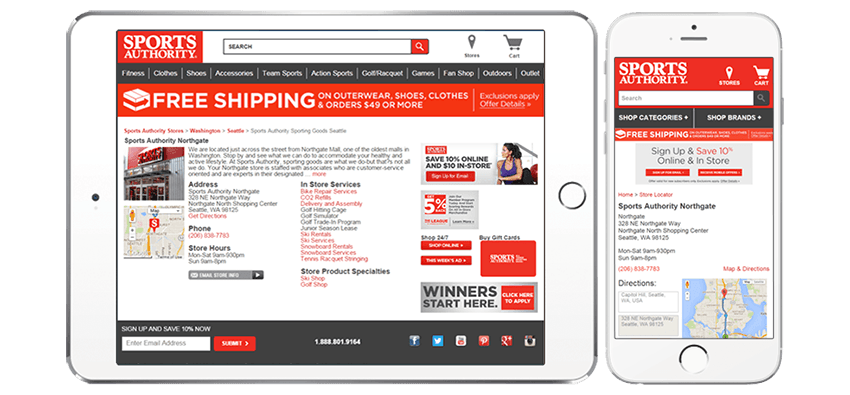 SPORTS
AUTHORITY
SEARCH
Stores
Cart
Fitness
Clothes
Shoes
Accessories
Team Sports
Action Sports
Golf/Racquet
Games
Fan Shop
Outdoors
Outlet
FREE SHIPPING ON OUTERWEAR, SHOES, CLOTHES
& ORDERS $49 OR MORE
Exclusions apply
Offer Details »
Sports Authority Stores » Washington » Seattle » Sports Authority Sporting Goods Seattle
Sports Authority Northgate
We are located just across the street from Northgate Mall, one of the oldest malls in
Washington. Stop by and see what we can do to accommodate your healthy and
active lifestyle. At Sports Authority, sporting goods are what we do-but that?s not all
we do. Your Northgate store is staffed with associates who are customer-service
oriented and are experts in their designated ... more
Address
Sports Authority Northgate
328 NE Northgate Way
Northgate North Shopping Center
Seattle, WA 98125
Get Directions
Phone
(206) 838-7783
Store Hours
Mon-Sat 9am-930pm
Sun 9am-8pm
EMAIL STORE INFO
Map
Terms of Use
In Store Services
Bike Repair Services
CO2 Refills
Delivery and Assembly
Golf Hitting Cage
Golf Simulator
Golf Trade-In Program
Junior Season Lease
Ski Rentals
Ski Services
Snowboard Rentals
Snowboard Services
Tennis Racquet Stringing
Store Product Specialties
Ski Shop
Golf Shop
SAVE 10% ONLINE
AND $10 IN-STORE
Sign Up for Email
GET
5%
TO LEAGUE
Learn More »
Shop 24/7
SHOP ONLINE »
THIS WEEK'S AD »
Buy Gift Cards
SPORTS
WINNERS
START HERE.
CLICK HERE
TO APPLY
SIGN UP AND SAVE 10% NOW
Enter Email Address
SUBMIT
1.888.801.9164
SPORTS
AUTHORITY
STORES
CART
Search
SHOP CATEGORIES +
SHOP BRANDS +
FREE SHIPPING ON OUTERWEAR, SHOES, CLOTHES
& ORDERS $49 OR MORE
Sign Up & Save 10%
Online & In Store
Home > Store Locator
Sports Authority Northgate
Northgate
328 NE Northgate Way
Northgate North Shopping Center
Seattle, WA 98125
Mon-Sat 9am-930pm
Sun 9am-8pm
(206) 838-7783
Map & Directions
Directions:
Capitol Hill, Seattle,
WA, USA
328 NE Northgate Way
Seattle, WA 98125